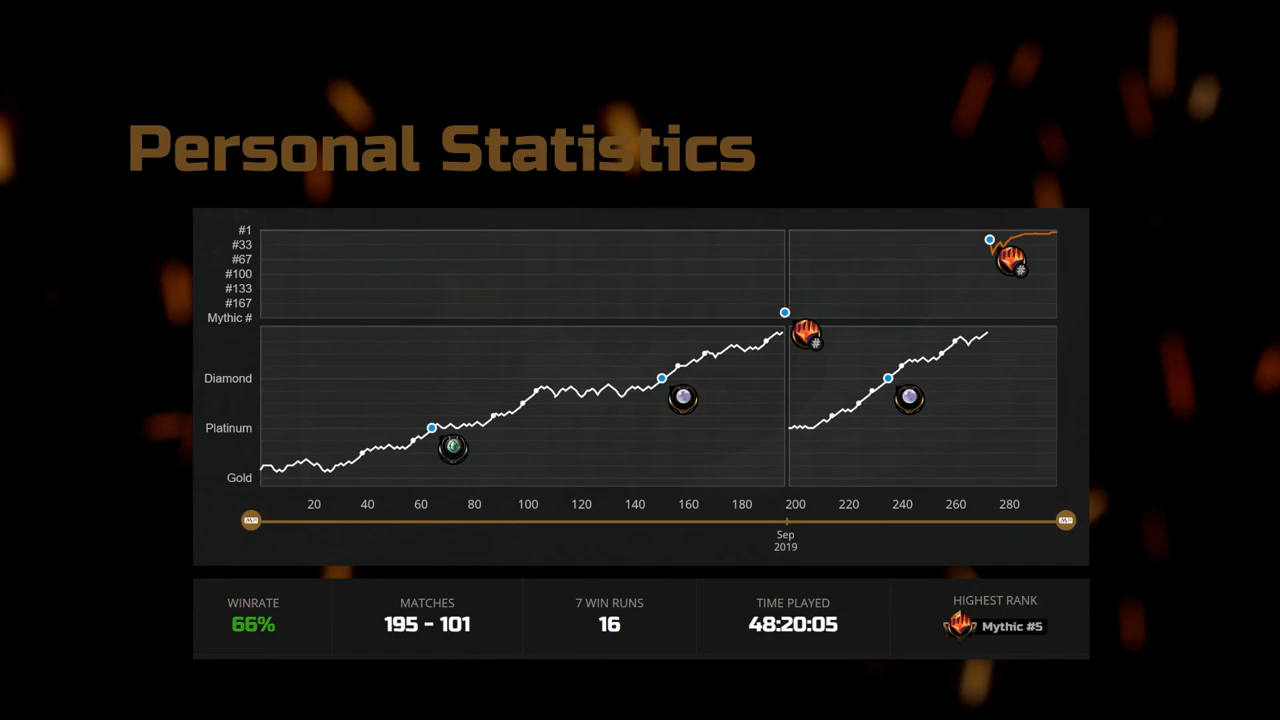 Personal Statistics
#1
#33
#67
#100
#133
#167
Mythic #
Diamond
Platinum
Gold
20 40 60 80 100 120 140 160 180 200 220 240 260 280
Sep
2019
WINRATE MATCHES 7 WIN RUNS TIME PLAYED HIGHEST RANK
66% 195 - 101 16 48:20:05 Mythic #5